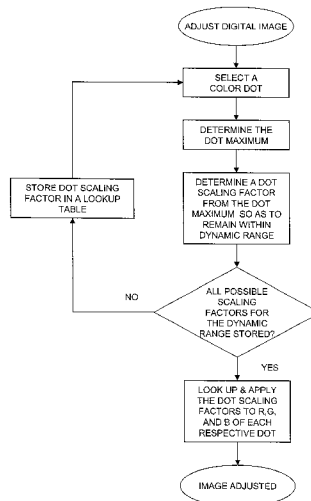 ADJUST DIGITAL IMAGE
SELECT A
COLOR DOT
DETERMINE THE
DOT MAXIMUM
STORE DOT SCALING
FACTOR IN A LOOKUP
TABLE
DETERMINE A DOT
SCALING FACTOR
FROM THE DOT
MAXIMUM SO AS TO
REMAIN WITHIN
DYNAMIC RANGE
NO
ALL POSSIBLE
SCALING
FACTORS FOR
THE DYNAMIC
RANGE STORED?
YES
LOOK UP & APPLY
THE DOT SCALING
FACTORS TO R,G,
AND B OF EACH
RESPECTIVE DOT
IMAGE ADJUSTED